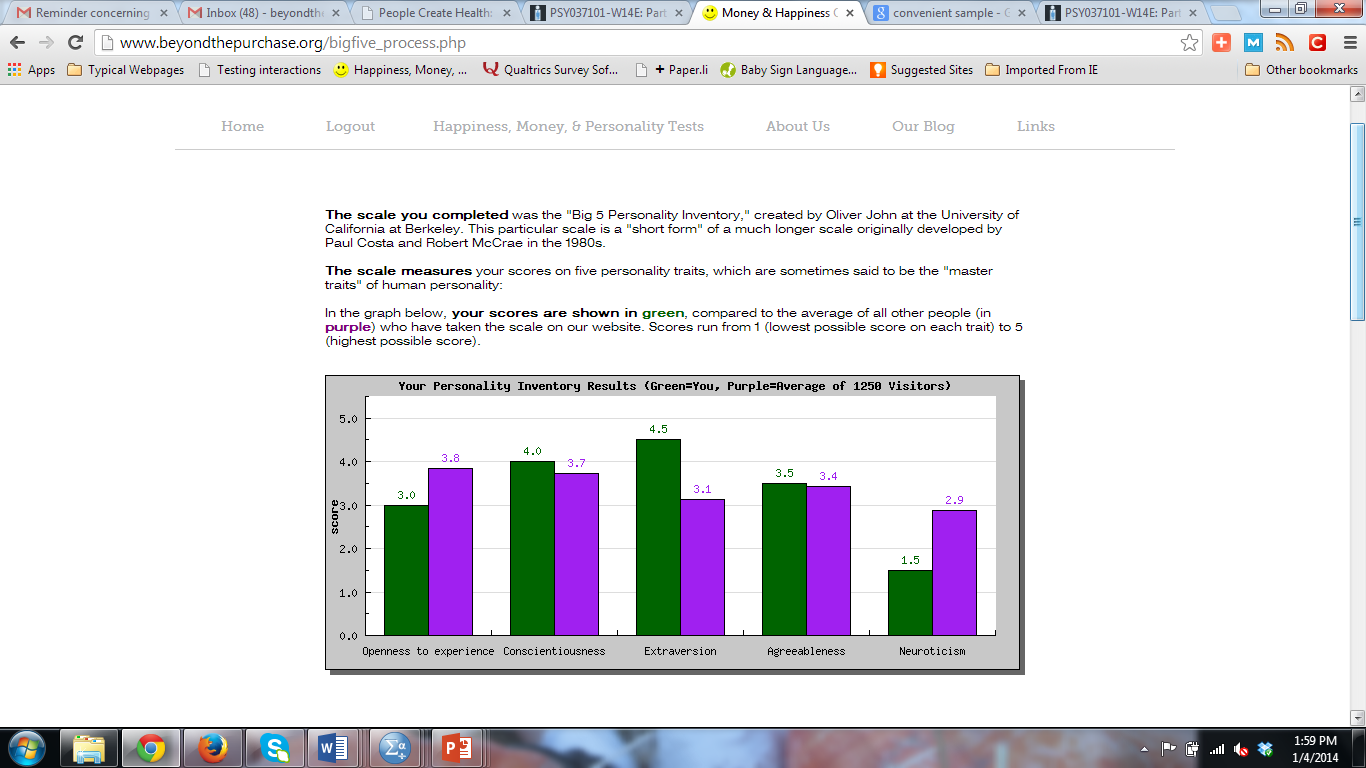 Reminder concerning
Inbox (48) - beyondthe
People Create Health:
PSY037101-W14E: Part
Money & Happiness
convenient sample - G
PSY037101-W14E: Part
www.beyondthepurchase.org/bigfive_process.php
Apps
Typical Webpages
Testing interactions
Happiness, Money, ...
Qualtrics Survey Sof...
+ Paper.li
Baby Sign Language...
Suggested Sites
Imported From IE
Other bookmarks
Home
Logout
Happiness, Money, & Personality Tests
About Us
Our Blog
Links
The scale you completed was the "Big 5 Personality Inventory," created by Oliver John at the University of
California at Berkeley. This particular scale is a "short form" of a much longer scale originally developed by
Paul Costa and Robert McCrae in the 1980s.
The scale measures your scores on five personality traits, which are sometimes said to be the "master
traits" of human personality:
In the graph below, your scores are shown in green, compared to the average of all other people (in
purple) who have taken the scale on our website. Scores run from 1 (lowest possible score on each trait) to 5
(highest possible score).
Your Personality Inventory Results (Green=You, Purple=Average of 1250 Visitors)
score
5.0
4.0
3.0
2.0
1.0
0.0
3.0
3.8
4.0
3.7
4.5
3.1
3.5
3.4
1.5
2.9
Openness to experience
Conscientiousness
Extraversion
Agreeableness
Neuroticism
1:59 PM
1/4/2014